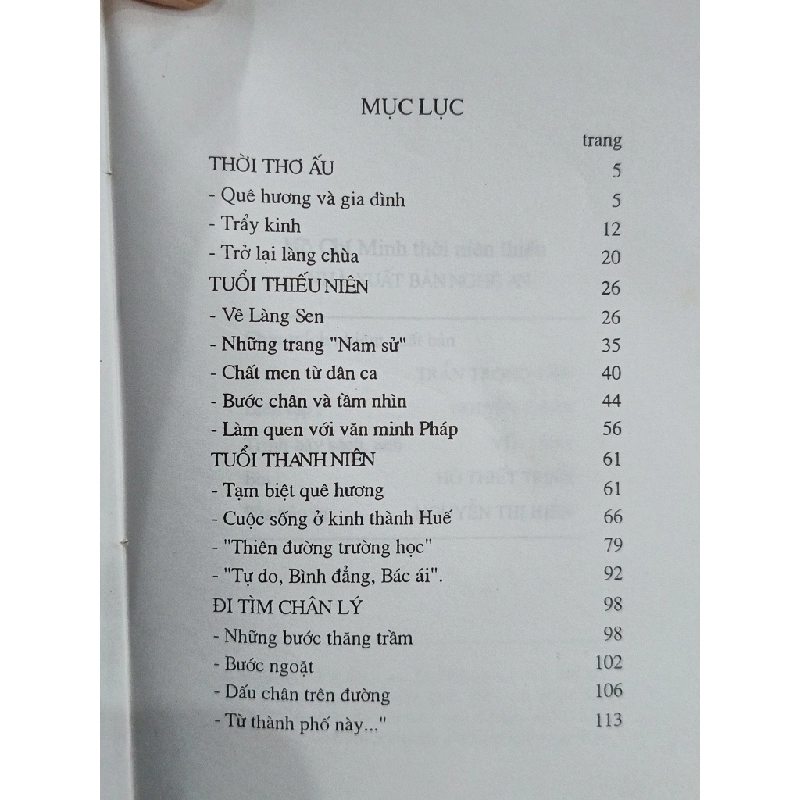 MỤC LỤC
trang
THỜI THƠ ẤU 5
- Quê hương và gia đình 5
- Trẩy kinh 12
- Trở lại làng chùa 20
TUỔI THIẾU NIÊN 26
- Về Làng Sen 26
- Những trang "Nam sử" 35
- Chất men từ dân ca 40
- Bước chân và tầm nhìn 44
- Làm quen với văn minh Pháp 56
TUỔI THANH NIÊN 61
- Tạm biệt quê hương 61
- Cuộc sống ở kinh thành Huế 66
- "Thiên đường trường học" 79
- "Tự do, Bình đẳng, Bác ái". 92
ĐI TÌM CHÂN LÝ 98
- Những bước thăng trầm 98
- Bước ngoặt 102
- Dấu chân trên đường 106
- Từ thành phố này..." 113